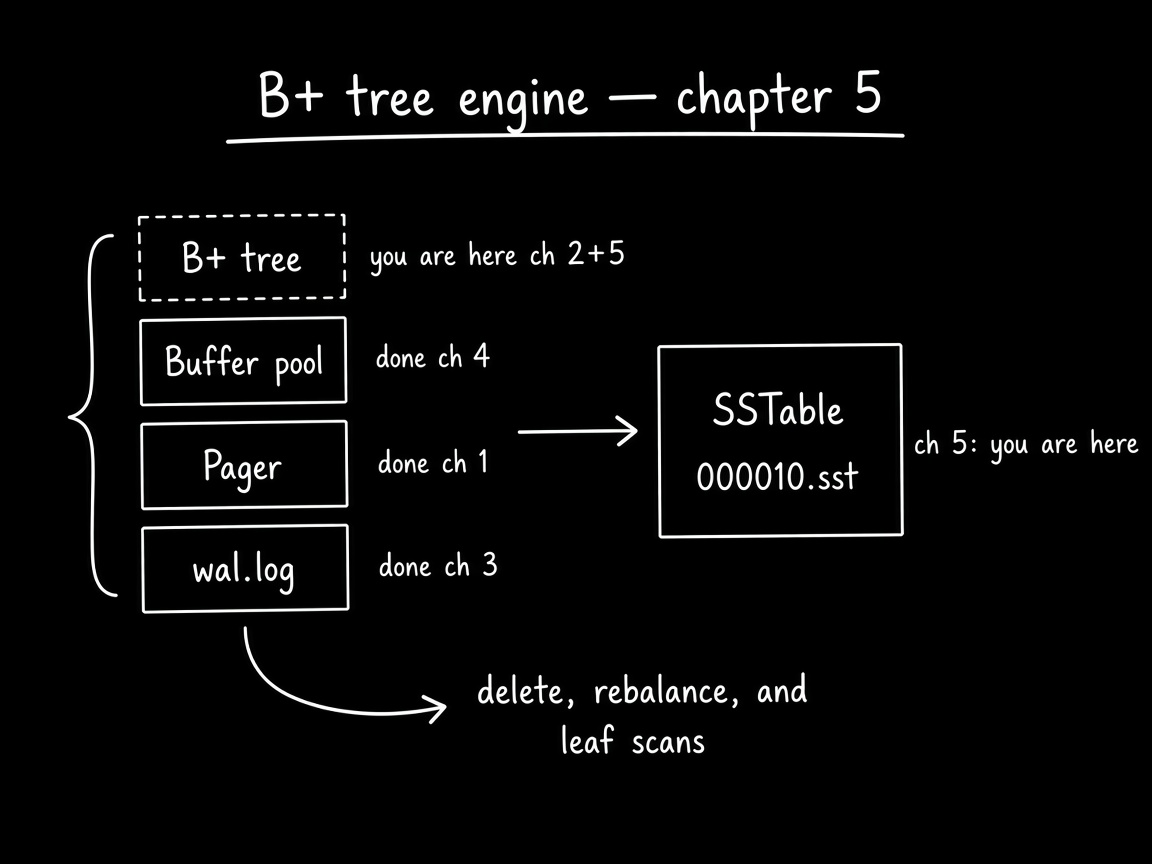 B+ tree engine — chapter 5
B+ tree
you are here ch 2+5
Buffer pool
done ch 4
Pager
done ch 1
wal.log
done ch 3
SSTable
000010.sst
ch 5: you are here
delete, rebalance, and
leaf scans